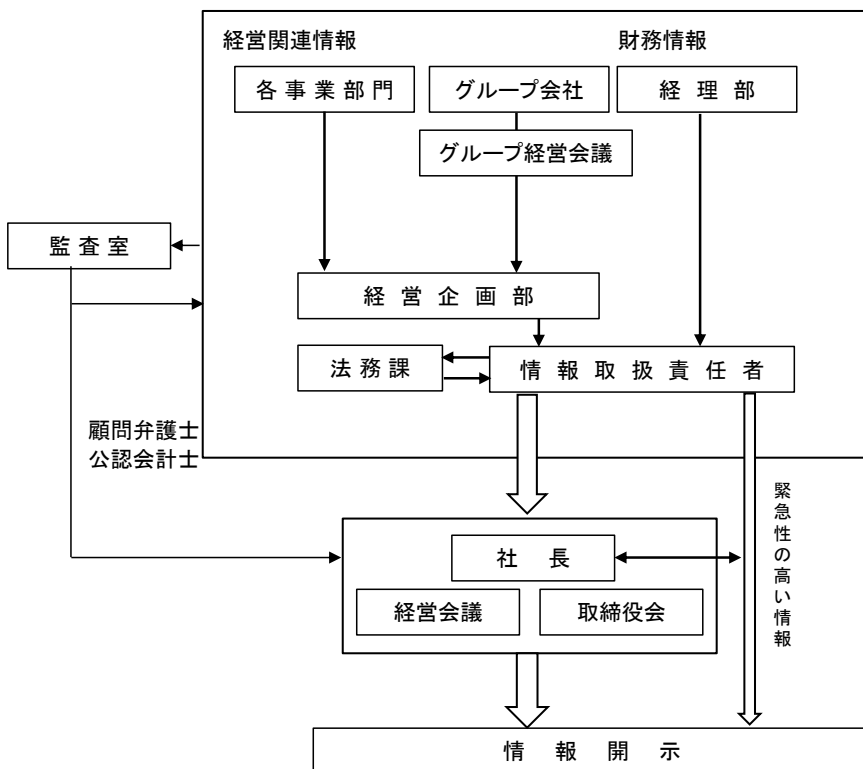 経営関連情報
財務情報
各事業部門
グループ会社
経理部
グループ経営会議
監査室
経営企画部
法務課
情報取扱責任者
顧問弁護士
公認会計士
緊急性の高い情報
社長
経営会議
取締役会
情報開示